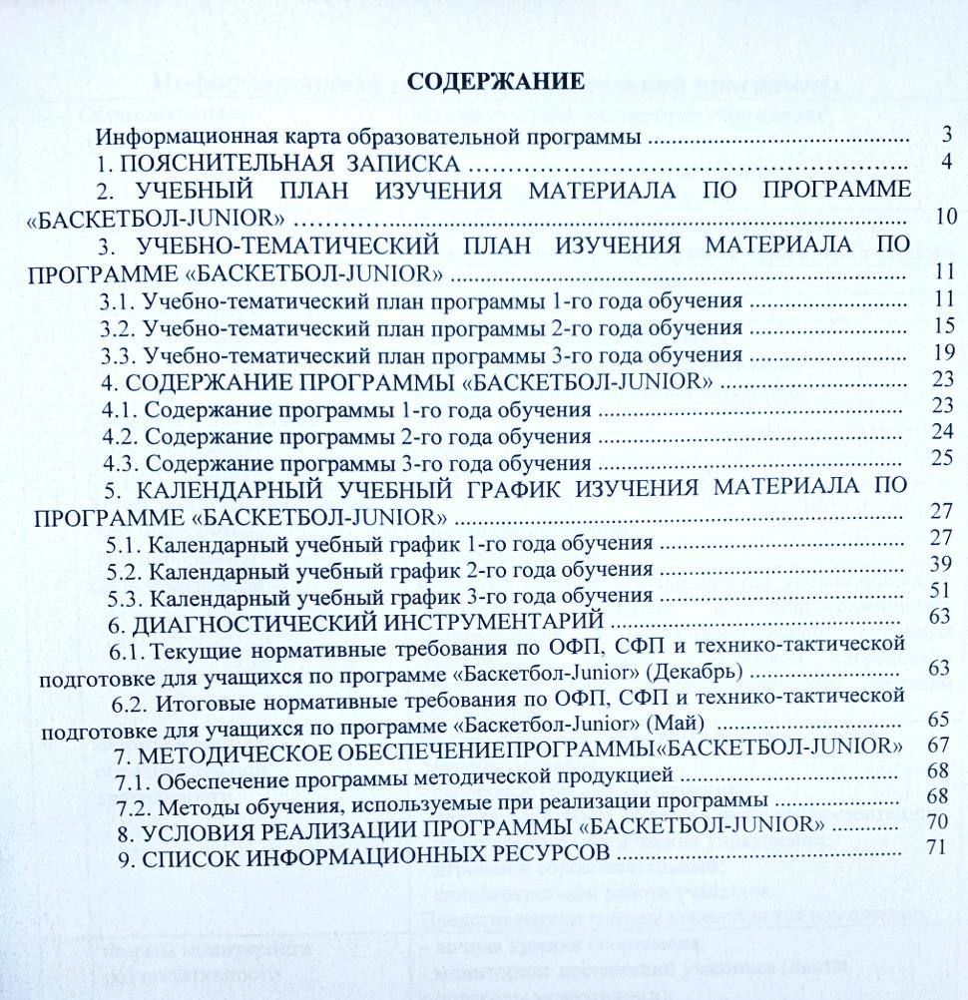 СОДЕРЖАНИЕ
Информационная карта образовательной программы ........................................ 3
1. ПОЯСНИТЕЛЬНАЯ ЗАПИСКА ........................................................ 4
2. УЧЕБНЫЙ ПЛАН ИЗУЧЕНИЯ МАТЕРИАЛА ПО ПРОГРАММЕ
«БАСКЕТБОЛ-JUNIOR» ........................................ 10
3. УЧЕБНО-ТЕМАТИЧЕСКИЙ ПЛАН ИЗУЧЕНИЯ МАТЕРИАЛА ПО
ПРОГРАММЕ «БАСКЕТБОЛ-JUNIOR» ........................................ 11
3.1. Учебно-тематический план программы 1-го года обучения ........................... 11
3.2. Учебно-тематический план программы 2-го года обучения ........................... 15
3.3. Учебно-тематический план программы 3-го года обучения ........................... 19
4. СОДЕРЖАНИЕ ПРОГРАММЫ «БАСКЕТБОЛ-JUNIOR» ............................... 23
4.1. Содержание программы 1-го года обучения ........................................ 23
4.2. Содержание программы 2-го года обучения ........................................ 24
4.3. Содержание программы 3-го года обучения ........................................ 25
5. КАЛЕНДАРНЫЙ УЧЕБНЫЙ ГРАФИК ИЗУЧЕНИЯ МАТЕРИАЛА ПО
ПРОГРАММЕ «БАСКЕТБОЛ-JUNIOR» ........................................ 27
5.1. Календарный учебный график 1-го года обучения ........................................ 27
5.2. Календарный учебный график 2-го года обучения ........................................ 39
5.3. Календарный учебный график 3-го года обучения ........................................ 51
6. ДИАГНОСТИЧЕСКИЙ ИНСТРУМЕНТАРИЙ ........................................ 63
6.1. Текущие нормативные требования по ОФП, СФП и технико-тактической
подготовке для учащихся по программе «Баскетбол-Junior» (Декабрь) ...................... 63
6.2. Итоговые нормативные требования по ОФП, СФП и технико-тактической
подготовке для учащихся по программе «Баскетбол-Junior» (Май) ........................... 65
7. МЕТОДИЧЕСКОЕ ОБЕСПЕЧЕНИЕПРОГРАММЫ«БАСКЕТБОЛ-JUNIOR» 67
7.1. Обеспечение программы методической продукцией .................................... 68
7.2. Методы обучения, используемые при реализации программы .................... 68
8. УСЛОВИЯ РЕАЛИЗАЦИИ ПРОГРАММЫ «БАСКЕТБОЛ-JUNIOR» ........... 70
9. СПИСОК ИНФОРМАЦИОННЫХ РЕСУРСОВ ........................................ 71